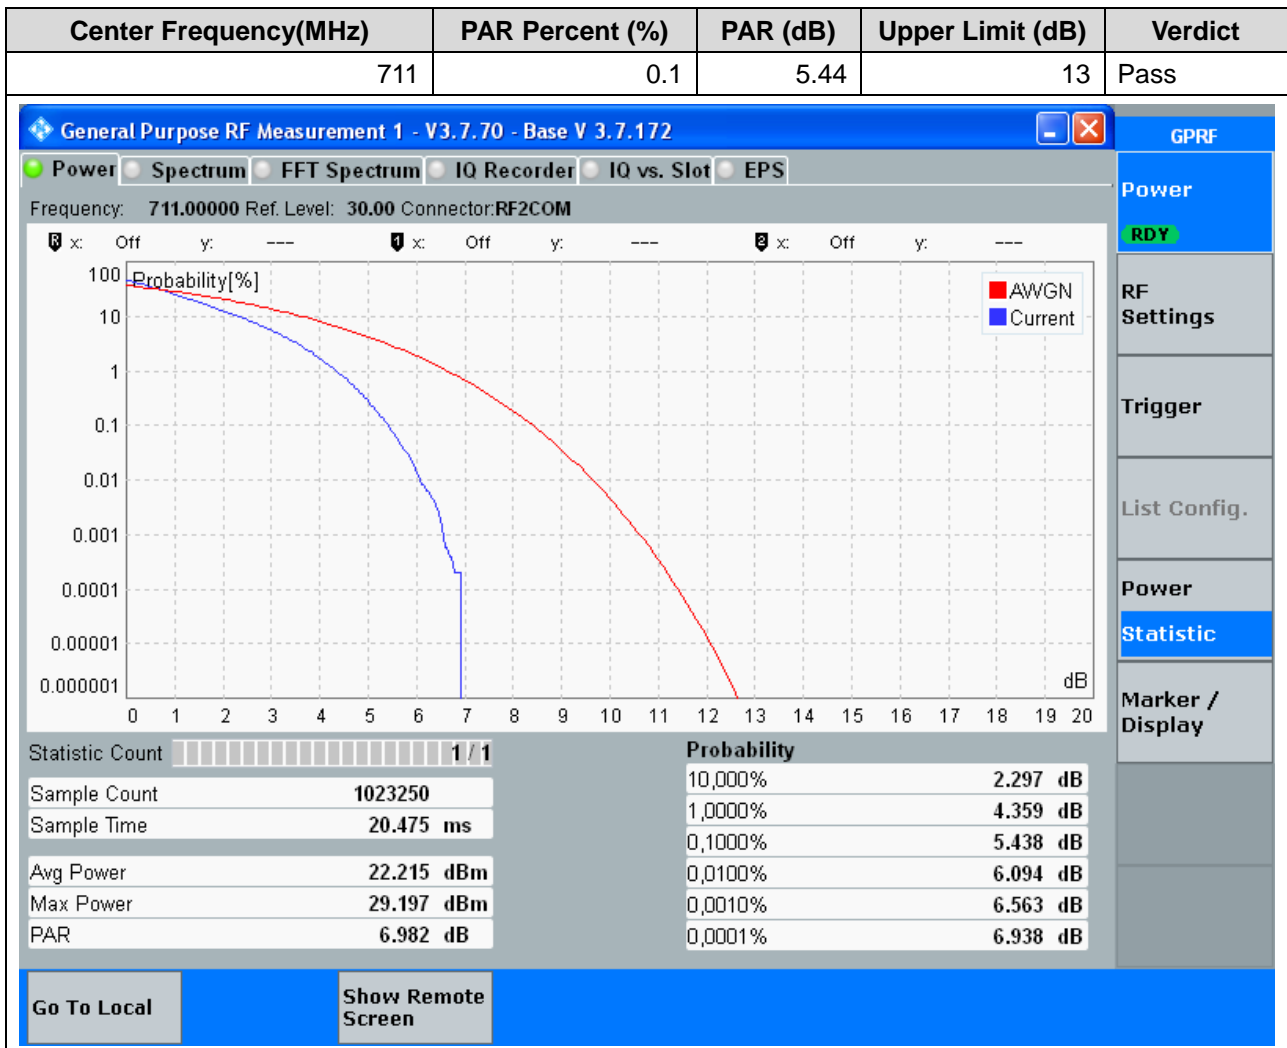 Center Frequency(MHz) PAR Percent (%) PAR (dB) Upper Limit (dB) Verdict
711 0.1 5.44 13 Pass
General Purpose RF Measurement 1 - V3.7.70 - Base V 3.7.172
GPRF
Power Spectrum FFT Spectrum IQ Recorder IQ vs. Slot EPS
Power
RDY
Frequency: 711.00000 Ref. Level: 30.00 Connector:RF2COM
R x: Off y: --- 1 x: Off y: --- 2 x: Off y: ---
Probability[%]
AWGN
Current
100
10
1
0.1
0.01
0.001
0.0001
0.00001
0.000001
dB
0 1 2 3 4 5 6 7 8 9 10 11 12 13 14 15 16 17 18 19 20
RF
Settings
Trigger
List Config.
Power
Statistic
Marker /
Display
Statistic Count 1 / 1
Sample Count 1023250
Sample Time 20.475 ms
Avg Power 22.215 dBm
Max Power 29.197 dBm
PAR 6.982 dB
Probability
10,000% 2.297 dB
1,0000% 4.359 dB
0,1000% 5.438 dB
0,0100% 6.094 dB
0,0010% 6.563 dB
0,0001% 6.938 dB
Go To Local
Show Remote
Screen